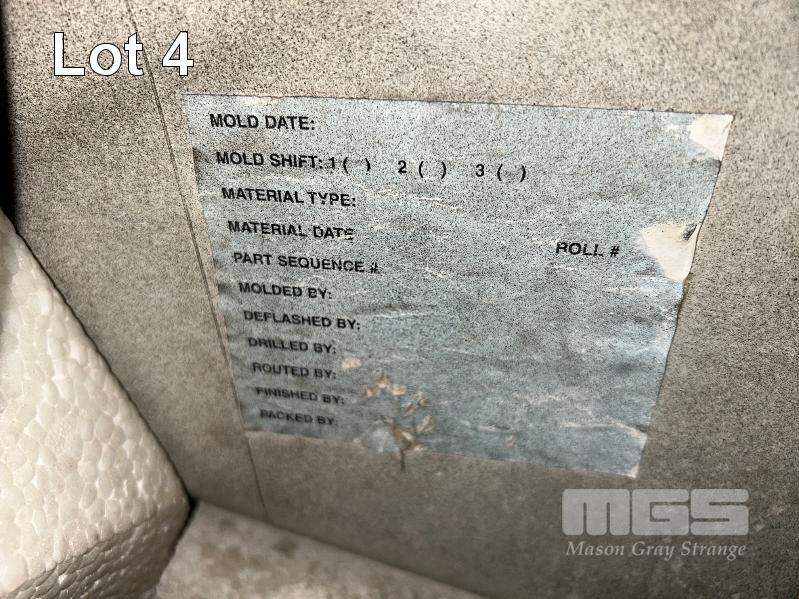 Lot 4
MOLD DATE:
MOLD SHIFT: 1 ( ) 2 ( ) 3 ( )
MATERIAL TYPE:
MATERIAL DATE ROLL #
PART SEQUENCE #
MOLDED BY:
DEFLASHED BY:
DRILLED BY:
ROUTED BY:
FINISHED BY:
PACKED BY:
MGS
Mason Gray Strange